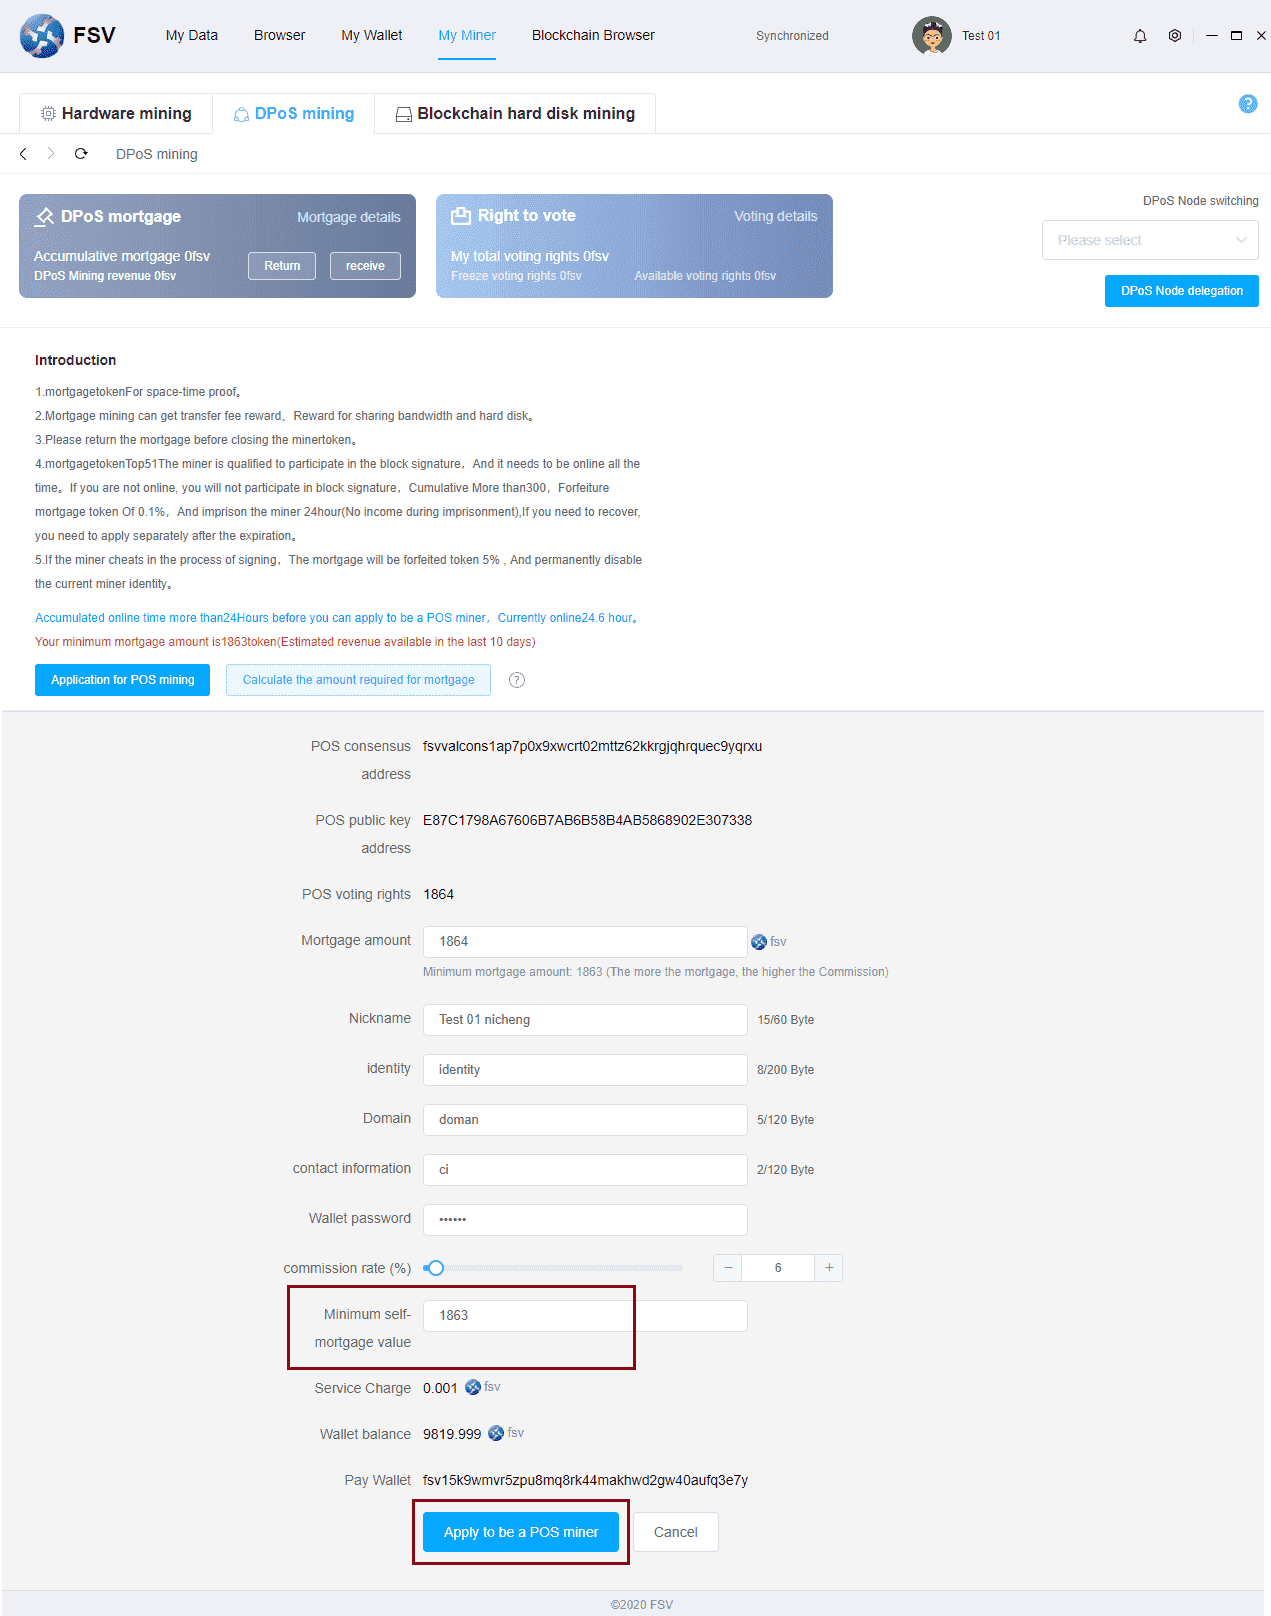 FSV My Data Browser My Wallet My Miner Blockchain Browser Synchronized Test 01
Hardware mining DPoS mining Blockchain hard disk mining ?
DPoS mining
DPoS mortgage Mortgage details
Accumulative mortgage 0fsv
DPoS Mining revenue 0fsv
Return receive
Right to vote Voting details
My total voting rights 0fsv
Freeze voting rights 0fsv Available voting rights 0fsv
DPoS Node switching
Please select
DPoS Node delegation
Introduction
1.mortgagetokenFor space-time proof。
2.Mortgage mining can get transfer fee reward、Reward for sharing bandwidth and hard disk。
3.Please return the mortgage before closing the minertoken。
4.mortgagetokenTop51The miner is qualified to participate in the block signature，And it needs to be online all the
time。If you are not online, you will not participate in block signature，Cumulative More than300，Forfeiture
mortgage token Of 0.1%，And imprison the miner 24hour(No income during imprisonment),If you need to recover,
you need to apply separately after the expiration。
5.If the miner cheats in the process of signing，The mortgage will be forfeited token 5% , And permanently disable
the current miner identity。
Accumulated online time more than24Hours before you can apply to be a POS miner，Currently online24.6 hour。
Your minimum mortgage amount is1863token(Estimated revenue available in the last 10 days)
Application for POS mining Calculate the amount required for mortgage ?
POS consensus address fsvvalcons1ap7p0x9xwcrt02mttz62kkrgjqhrquec9yqrxu
POS public key address E87C1798A67606B7AB6B58B4AB5868902E307338
POS voting rights 1864
Mortgage amount 1864 fsv
Minimum mortgage amount: 1863 (The more the mortgage, the higher the Commission)
Nickname Test 01 nicheng 15/60 Byte
identity identity 8/200 Byte
Domain doman 5/120 Byte
contact information ci 2/120 Byte
Wallet password ••••••
commission rate (%) − 6 +
Minimum self-mortgage value 1863
Service Charge 0.001 fsv
Wallet balance 9819.999 fsv
Pay Wallet fsv15k9wmvr5zpu8mq8rk44makhwd2gw40aufq3e7y
Apply to be a POS miner Cancel
©2020 FSV